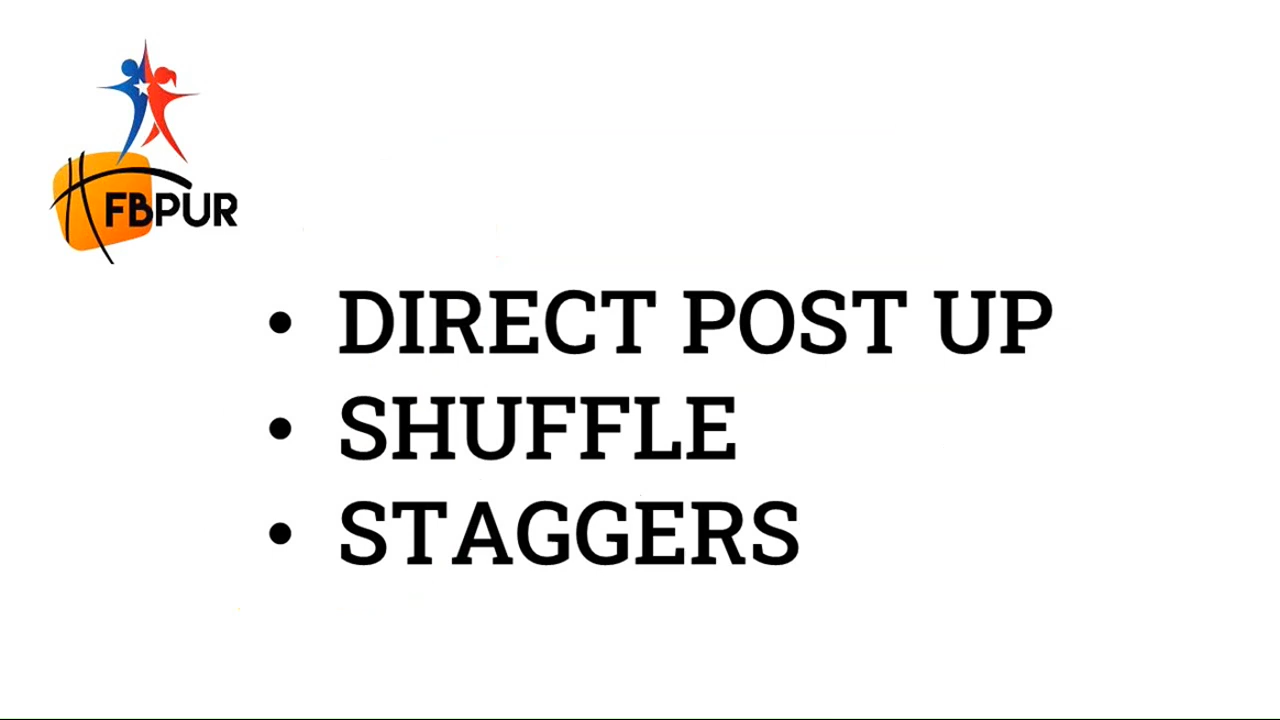 FBPUR
• DIRECT POST UP
• SHUFFLE
• STAGGERS